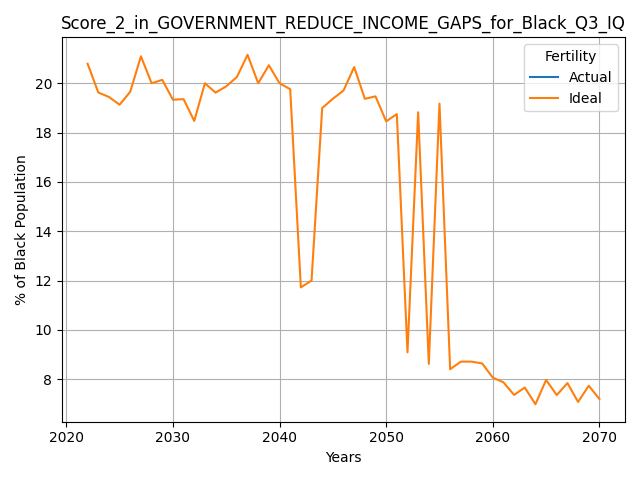 Score_2_in_GOVERNMENT_REDUCE_INCOME_GAPS_for_Black_Q3_IQ
Fertility
Actual
Ideal
% of Black Population
20
18
16
14
12
10
8
2020 2030 2040 2050 2060 2070
Years